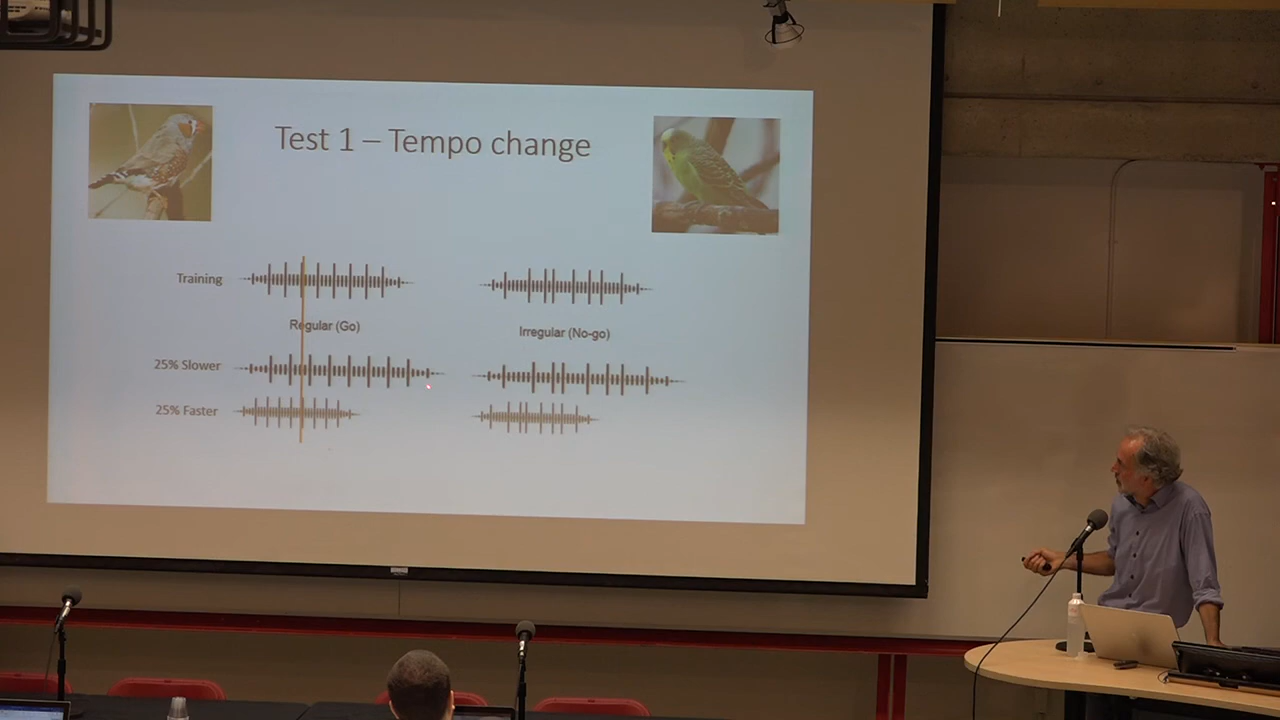 Test 1 – Tempo change
Training
Regular (Go)
Irregular (No-go)
25% Slower
25% Faster